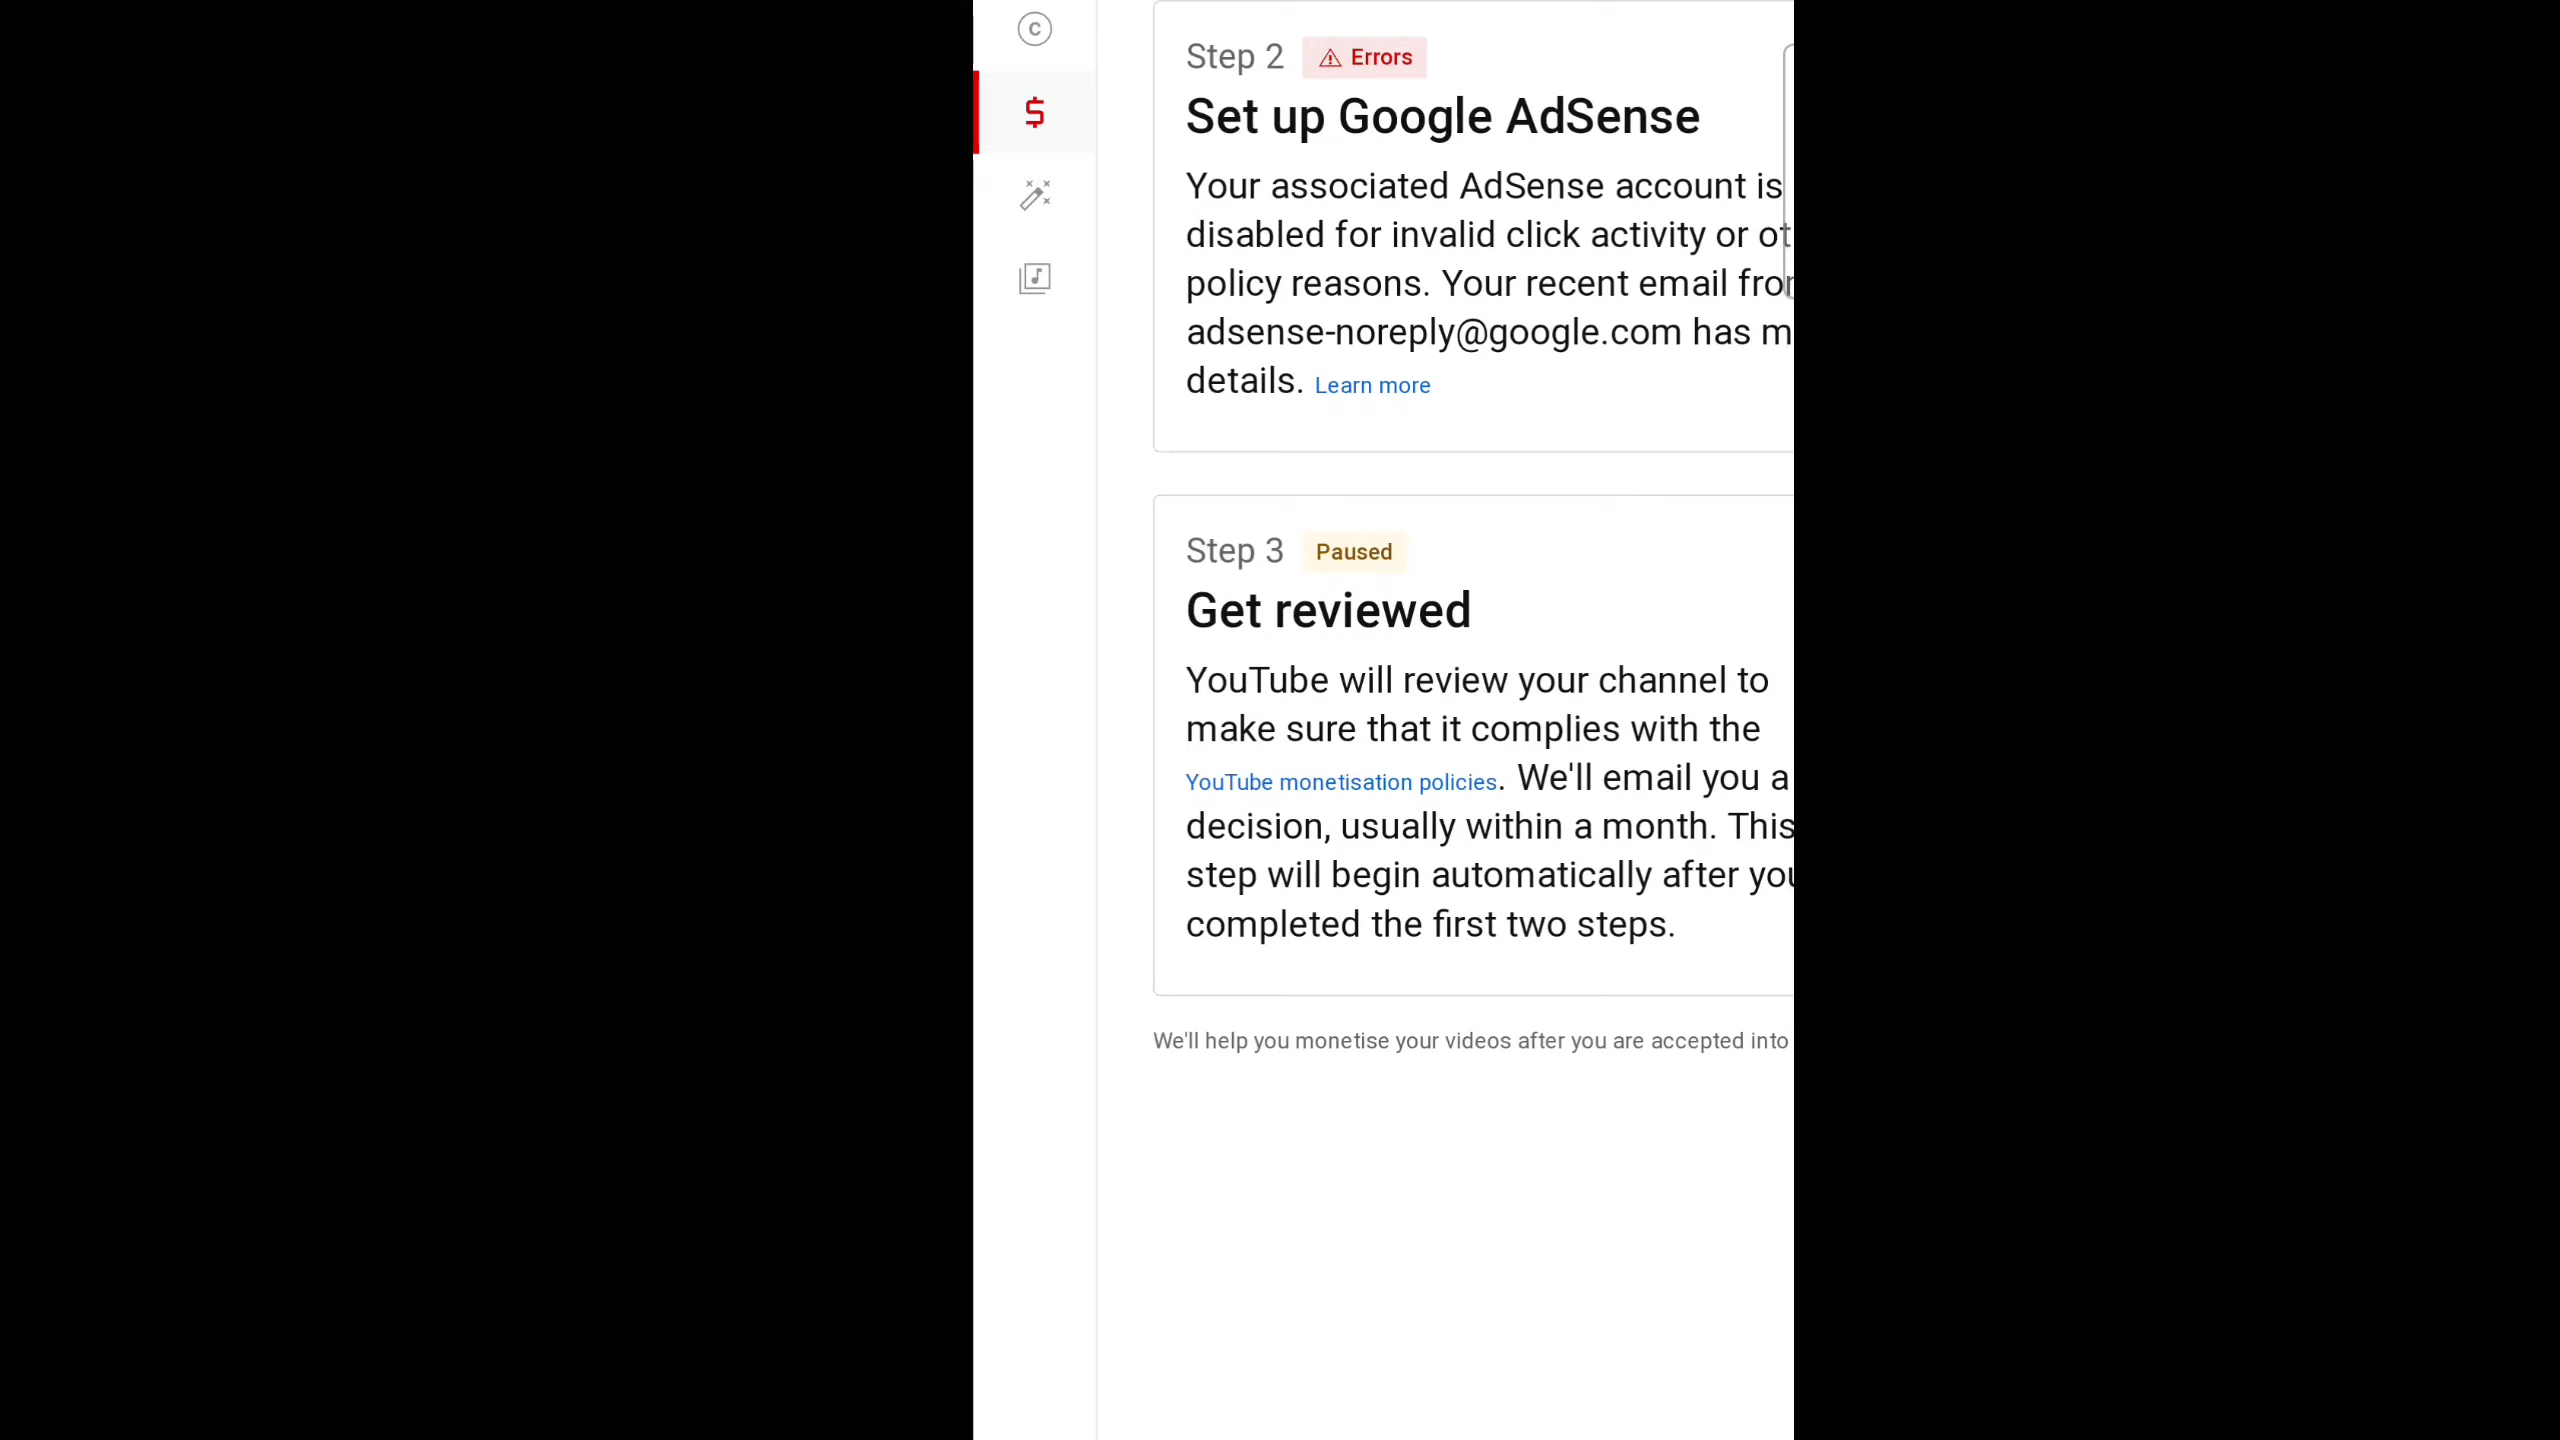 Step 2 Errors
Set up Google AdSense
Your associated AdSense account is
disabled for invalid click activity or
policy reasons. Your recent email
adsense-noreply@google.com has
details. Learn more
Step 3 Paused
Get reviewed
YouTube will review your channel to
make sure that it complies with the
YouTube monetisation policies. We'll email you a
decision, usually within a month. This
step will begin automatically after
completed the first two steps.
We'll help you monetise your videos after you are accepted into